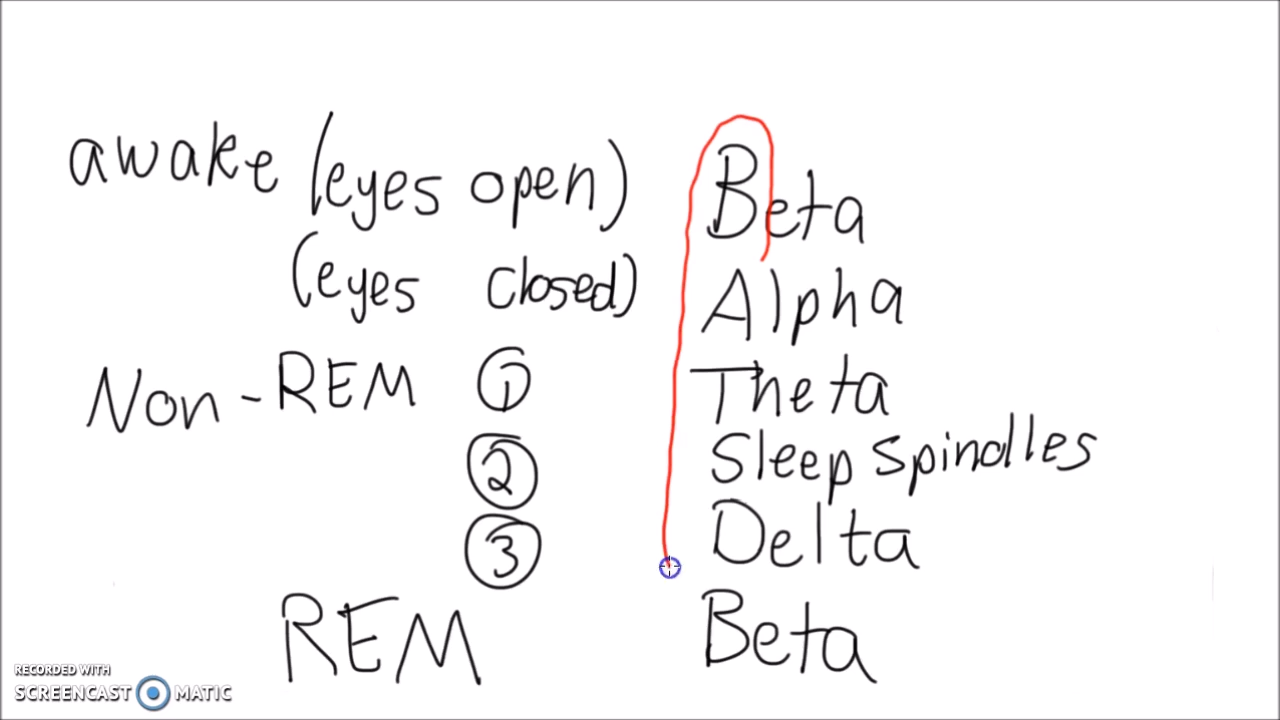 awake (eyes open) Beta
(eyes closed) Alpha
Non-REM 1 Theta
2 Sleep Spindles
3 Delta
REM Beta
RECORDED WITH
SCREENCAST MATIC